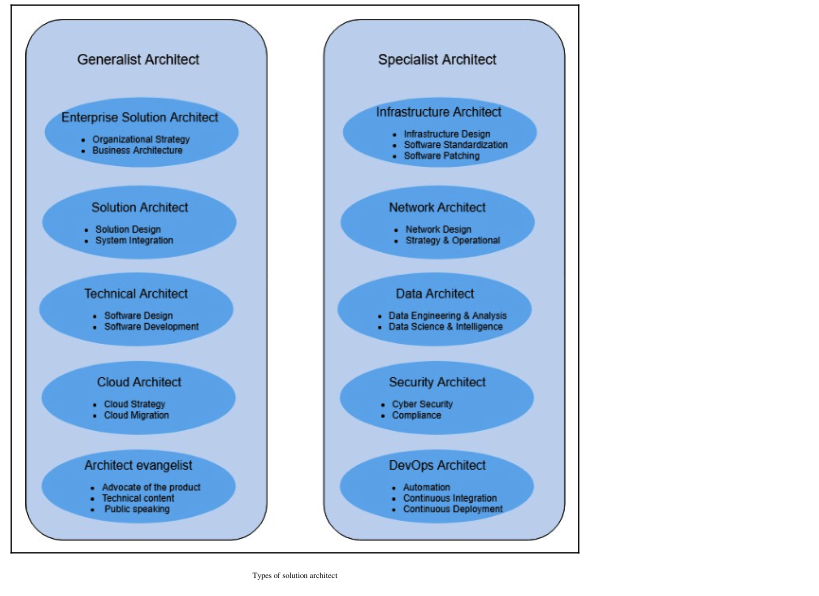 Generalist Architect
Enterprise Solution Architect
• Organizational Strategy
• Business Architecture
Solution Architect
• Solution Design
• System Integration
Technical Architect
• Software Design
• Software Development
Cloud Architect
• Cloud Strategy
• Cloud Migration
Architect evangelist
• Advocate of the product
• Technical content
• Public speaking
Specialist Architect
Infrastructure Architect
• Infrastructure Design
• Software Standardization
• Software Patching
Network Architect
• Network Design
• Strategy & Operational
Data Architect
• Data Engineering & Analysis
• Data Science & Intelligence
Security Architect
• Cyber Security
• Compliance
DevOps Architect
• Automation
• Continuous Integration
• Continuous Deployment
Types of solution architect